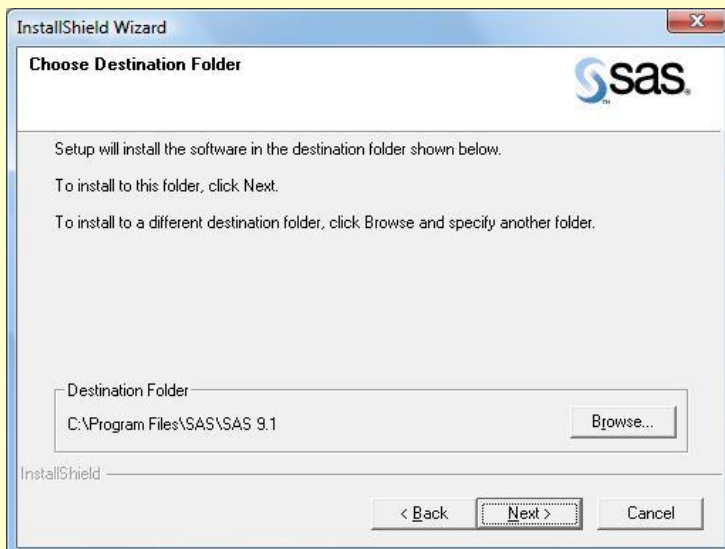 InstallShield Wizard
X
Choose Destination Folder
sas
TM
®
Setup will install the software in the destination folder shown below.
To install to this folder, click Next.
To install to a different destination folder, click Browse and specify another folder.
Destination Folder
C:\Program Files\SAS\SAS 9.1
Browse...
InstallShield
< Back
Next >
Cancel